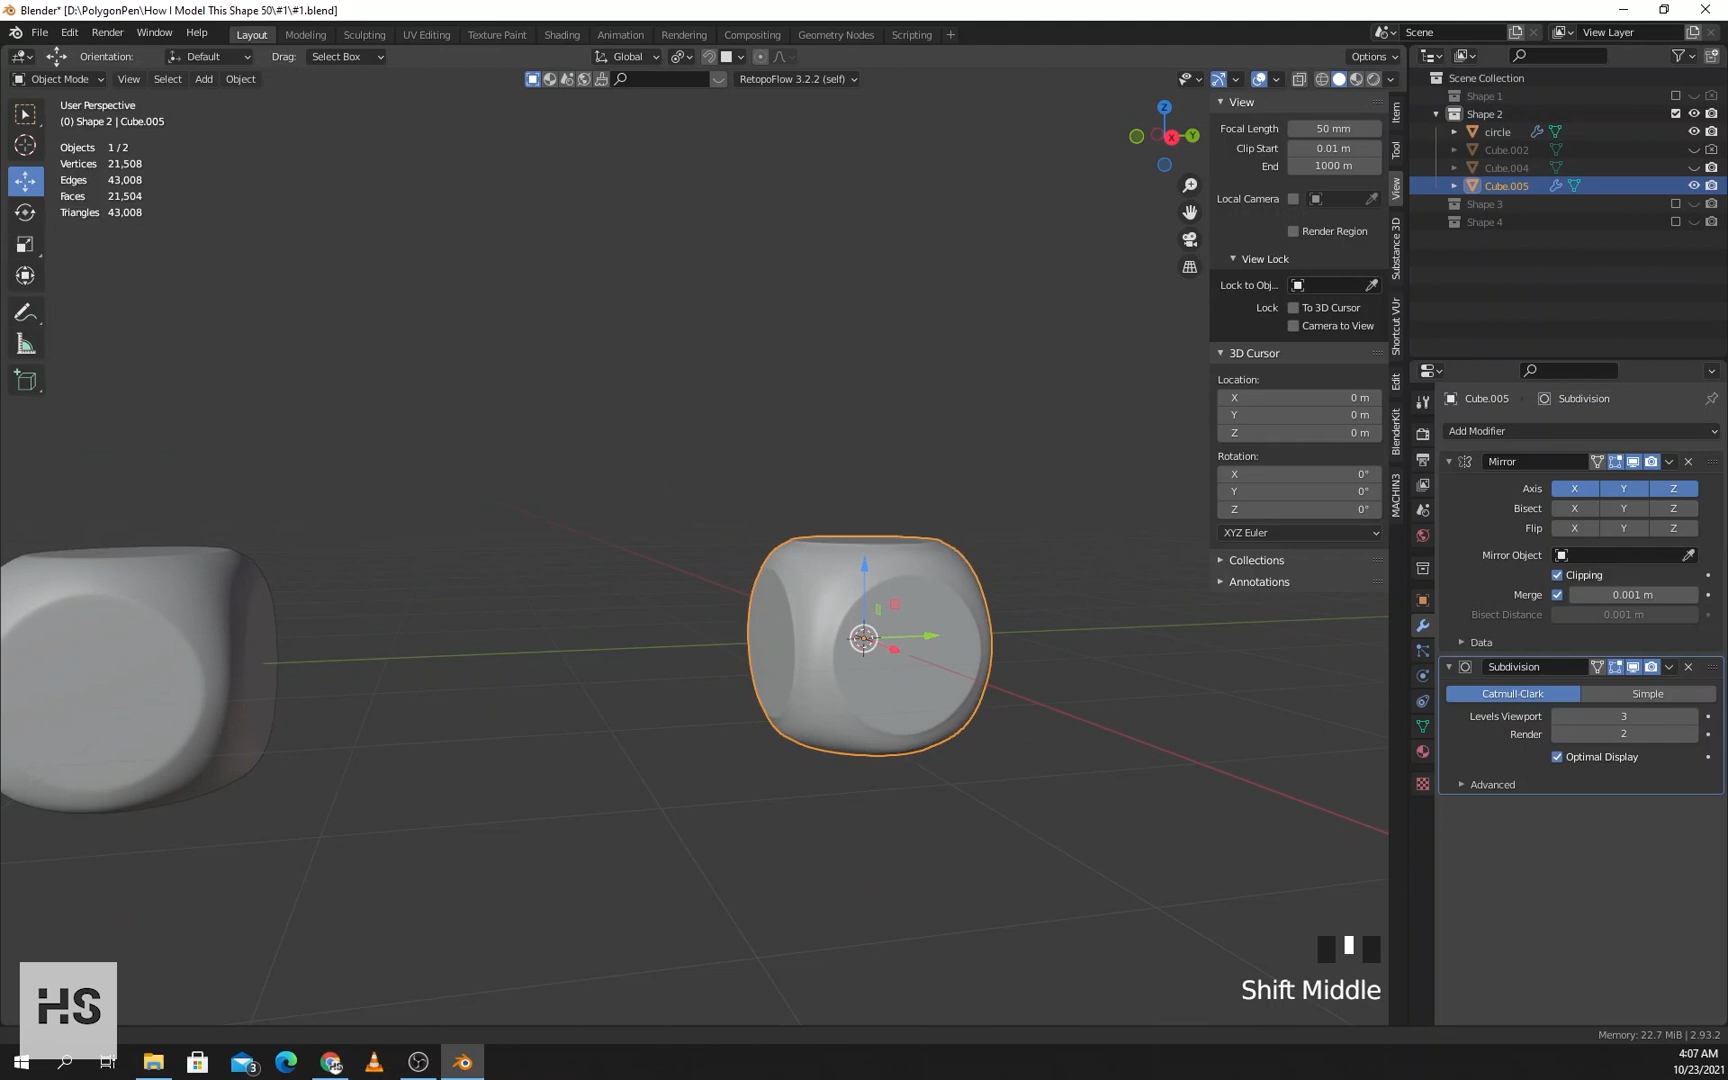 Blender* [D:\PolygonPen\How I Model This Shape 50\#1\#1.blend]
File Edit Render Window Help Layout Modeling Sculpting UV Editing Texture Paint Shading Animation Rendering Compositing Geometry Nodes Scripting + Scene View Layer
Orientation: Default Drag: Select Box Global Options
Object Mode View Select Add Object RetopoFlow 3.2.2 (self)
User Perspective
(0) Shape 2 | Cube.005
Objects 1 / 2
Vertices 21,508
Edges 43,008
Faces 21,504
Triangles 43,008
Z
Y
X
View
Focal Length 50 mm
Clip Start 0.01 m
End 1000 m
Local Camera
Render Region
View Lock
Lock to Obj...
Lock To 3D Cursor
Camera to View
3D Cursor
Location:
X 0 m
Y 0 m
Z 0 m
Rotation:
X 0°
Y 0°
Z 0°
XYZ Euler
Collections
Annotations
Item
Tool
View
Substance 3D
Shortcut VUr
Edit
BlenderKit
MACHIN3
Scene Collection
Shape 1
Shape 2
circle
Cube.002
Cube.004
Cube.005
Shape 3
Shape 4
Cube.005 Subdivision
Add Modifier
Mirror
Axis X Y Z
Bisect X Y Z
Flip X Y Z
Mirror Object
Clipping
Merge 0.001 m
Bisect Distance 0.001 m
Data
Subdivision
Catmull-Clark Simple
Levels Viewport 3
Render 2
Optimal Display
Advanced
Shift Middle
HS
Memory: 22.7 MiB | 2.93.2
3
4:07 AM
10/23/2021